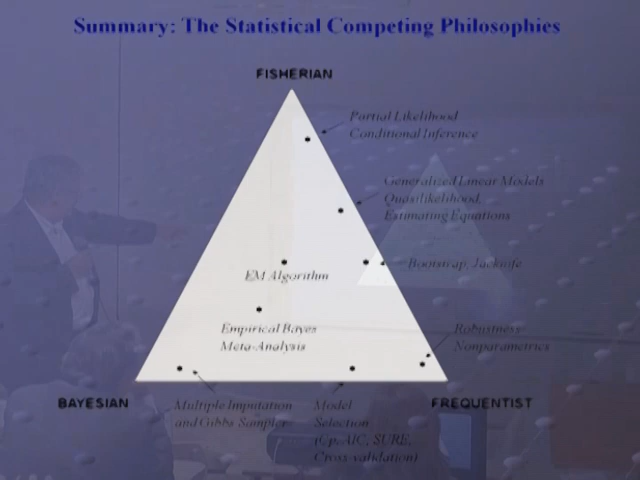 Summary: The Statistical Competing Philosophies
FISHERIAN
Partial Likelihood
Conditional Inference
Generalized Linear Models
Quasilikelihood,
Estimating Equations
Bootstrap, Jacknife
EM Algorithm
Empirical Bayes
Meta-Analysis
Robustness
Nonparametrics
BAYESIAN
Multiple Imputation
and Gibbs Sampler
Model
Selection
(Cp, AIC, SURE,
Cross-validation)
FREQUENTIST